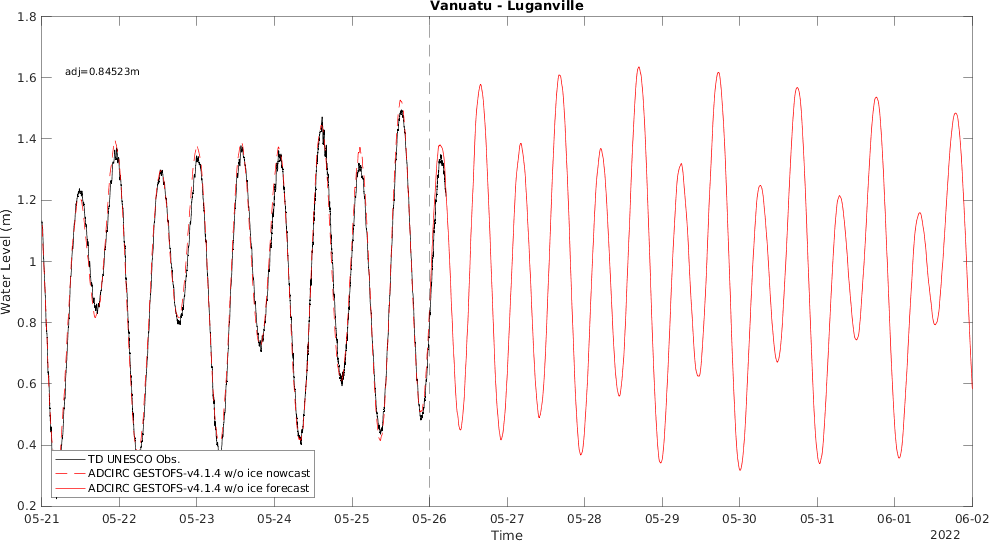 Vanuatu - Luganville
1.8
1.6
1.4
1.2
1
0.8
0.6
0.4
0.2
Water Level (m)
adj=0.84523m
TD UNESCO Obs.
ADCIRC GESTOFS-v4.1.4 w/o ice nowcast
ADCIRC GESTOFS-v4.1.4 w/o ice forecast
05-21 05-22 05-23 05-24 05-25 05-26 05-27 05-28 05-29 05-30 05-31 06-01 06-02
Time
2022